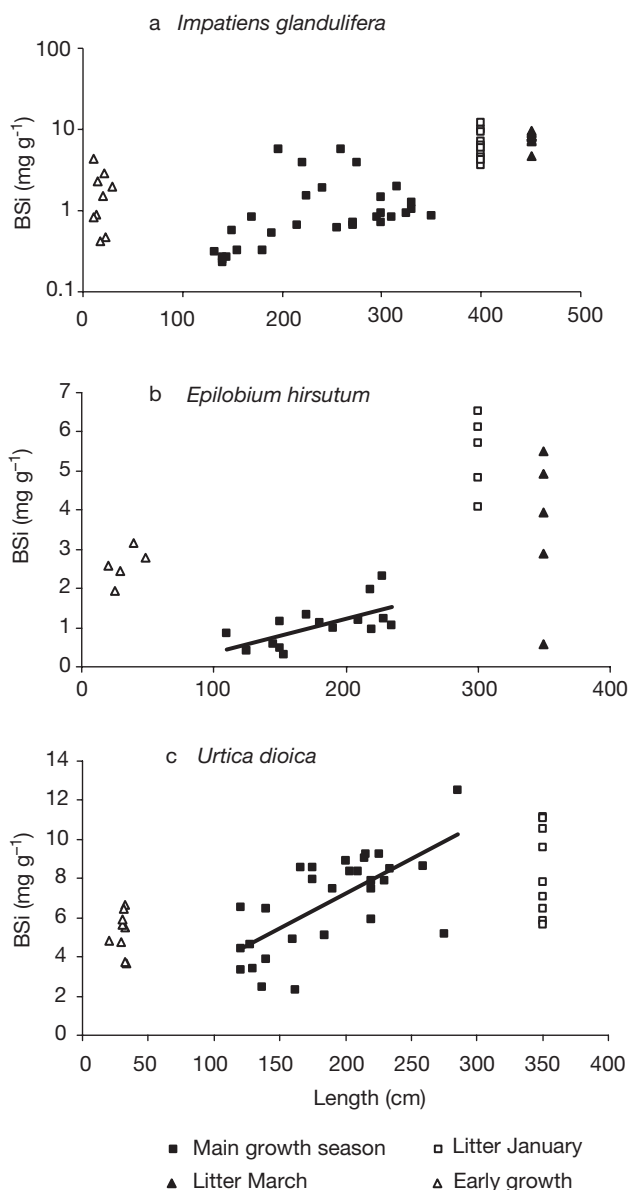 a Impatiens glandulifera
100
10
1
0.1
BSi (mg g⁻¹)
0 100 200 300 400 500
b Epilobium hirsutum
7
6
5
4
3
2
1
0
BSi (mg g⁻¹)
0 100 200 300 400
c Urtica dioica
14
12
10
8
6
4
2
0
BSi (mg g⁻¹)
0 50 100 150 200 250 300 350 400
Length (cm)
Main growth season Litter January
Litter March Early growth